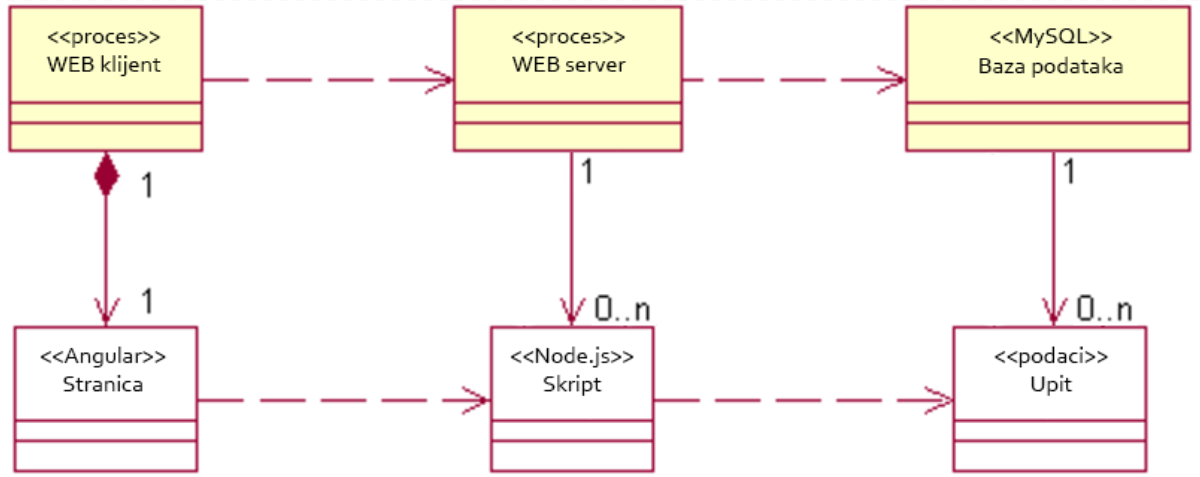 <<proces>>
WEB klijent
<<proces>>
WEB server
<<MySQL>>
Baza podataka
1
1
1
1
0..n
0..n
<<Angular>>
Stranica
<<Node.js>>
Skript
<<podaci>>
Upit